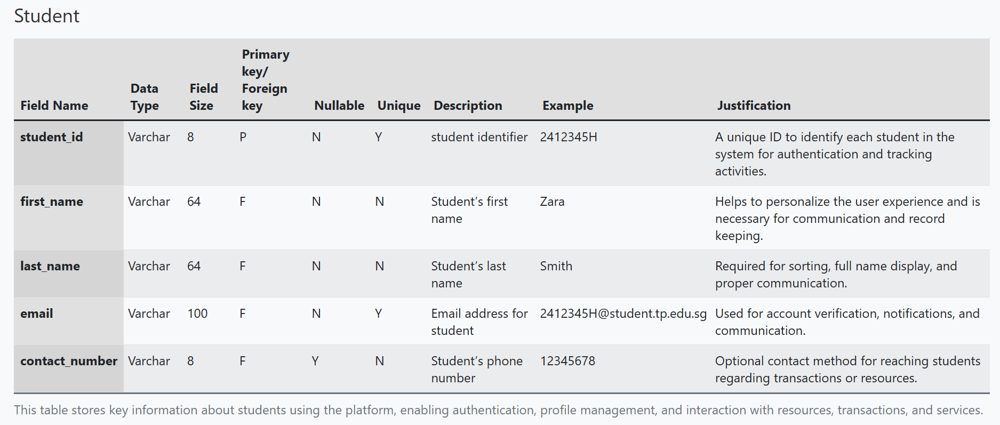 Student
Field Name Data Type Field Size Primary key/ Foreign key Nullable Unique Description Example Justification
student_id Varchar 8 P N Y student identifier 2412345H A unique ID to identify each student in the system for authentication and tracking activities.
first_name Varchar 64 F N N Student’s first name Zara Helps to personalize the user experience and is necessary for communication and record keeping.
last_name Varchar 64 F N N Student’s last name Smith Required for sorting, full name display, and proper communication.
email Varchar 100 F N Y Email address for student 2412345H@student.tp.edu.sg Used for account verification, notifications, and communication.
contact_number Varchar 8 F Y N Student’s phone number 12345678 Optional contact method for reaching students regarding transactions or resources.
This table stores key information about students using the platform, enabling authentication, profile management, and interaction with resources, transactions, and services.